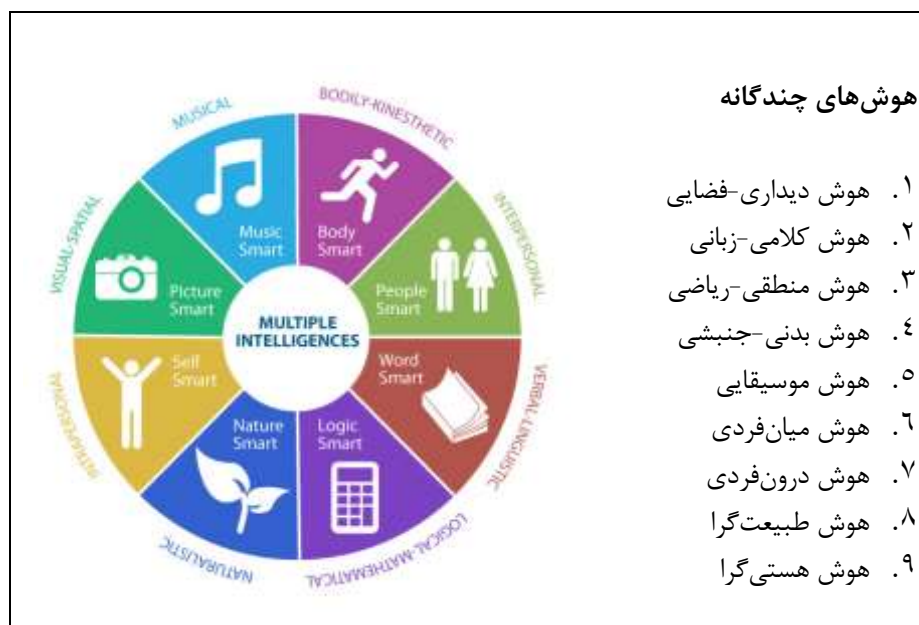 هوش‌های چندگانه
۱. هوش دیداری-فضایی
۲. هوش کلامی-زبانی
۳. هوش منطقی-ریاضی
٤. هوش بدنی-جنبشی
٥. هوش موسیقایی
٦. هوش میان‌فردی
۷. هوش درون‌فردی
۸. هوش طبیعت‌گرا
۹. هوش هستی‌گرا
MUSICAL
BODILY-KINESTHETIC
INTERPERSONAL
VERBAL-LINGUISTIC
LOGICAL-MATHEMATICAL
NATURALISTIC
INTRAPERSONAL
VISUAL-SPATIAL
Music
Smart
Body
Smart
People
Smart
Word
Smart
Logic
Smart
Nature
Smart
Self
Smart
Picture
Smart
MULTIPLE
INTELLIGENCES